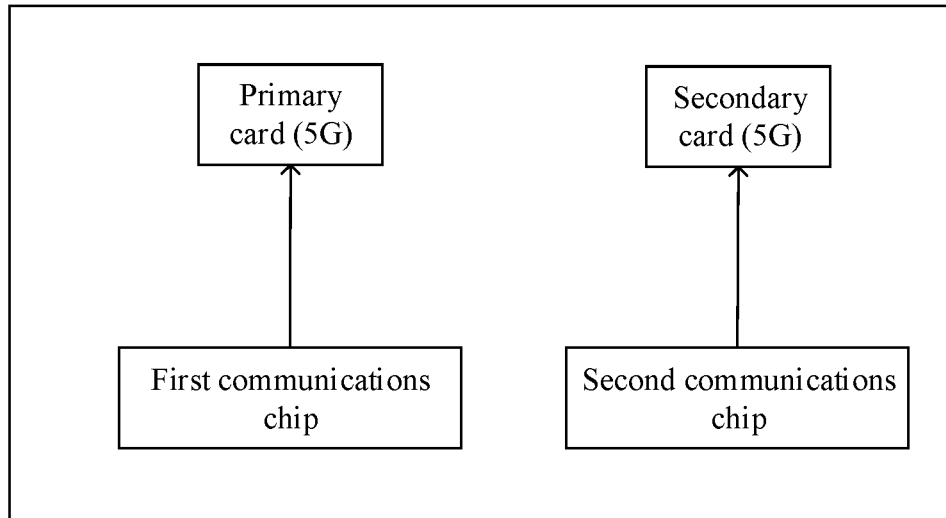 Primary
card (5G)
Secondary
card (5G)
First communications
chip
Second communications
chip